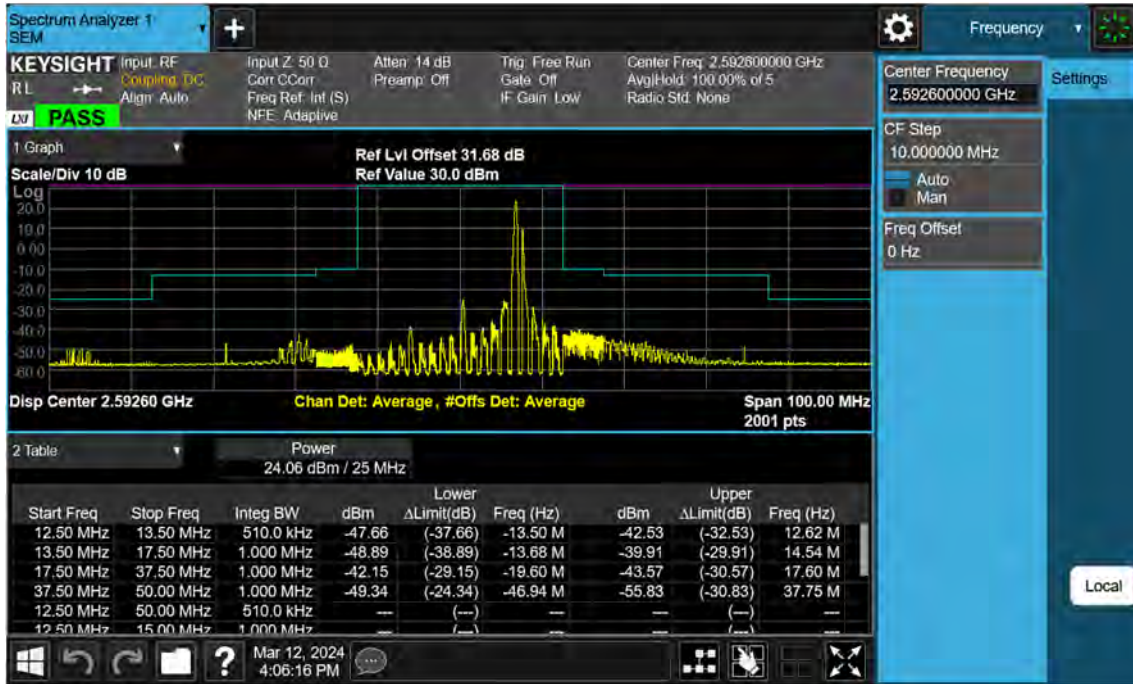 Spectrum Analyzer 1
SEM
+
Frequency
KEYSIGHT
RL
LXI
PASS
Input: RF
Coupling: DC
Align: Auto
Input Z: 50 Ω
Corr CCorr
Freq Ref: Int (S)
NFE: Adaptive
Atten: 14 dB
Preamp: Off
Trig: Free Run
Gate: Off
IF Gain: Low
Center Freq: 2.592600000 GHz
Avg|Hold: 100.00% of 5
Radio Std: None
Center Frequency
2.592600000 GHz
Settings
CF Step
10.000000 MHz
Auto
Man
Freq Offset
0 Hz
Local
1 Graph
Scale/Div 10 dB
Ref Lvl Offset 31.68 dB
Ref Value 30.0 dBm
Log
20.0
10.0
0.00
-10.0
-20.0
-30.0
-40.0
-50.0
-60.0
Disp Center 2.59260 GHz
Chan Det: Average, #Offs Det: Average
Span 100.00 MHz
2001 pts
2 Table
Power
24.06 dBm / 25 MHz
Lower Upper
Start Freq Stop Freq Integ BW dBm ΔLimit(dB) Freq (Hz) dBm ΔLimit(dB) Freq (Hz)
12.50 MHz 13.50 MHz 510.0 kHz -47.66 (-37.66) -13.50 M -42.53 (-32.53) 12.62 M
13.50 MHz 17.50 MHz 1.000 MHz -48.89 (-38.89) -13.68 M -39.91 (-29.91) 14.54 M
17.50 MHz 37.50 MHz 1.000 MHz -42.15 (-29.15) -19.60 M -43.57 (-30.57) 17.60 M
37.50 MHz 50.00 MHz 1.000 MHz -49.34 (-24.34) -46.94 M -55.83 (-30.83) 37.75 M
12.50 MHz 50.00 MHz 510.0 kHz --- (---) --- --- (---) ---
12.50 MHz 15.00 MHz 1.000 MHz --- (---) --- --- (---) ---
?
Mar 12, 2024
4:06:16 PM